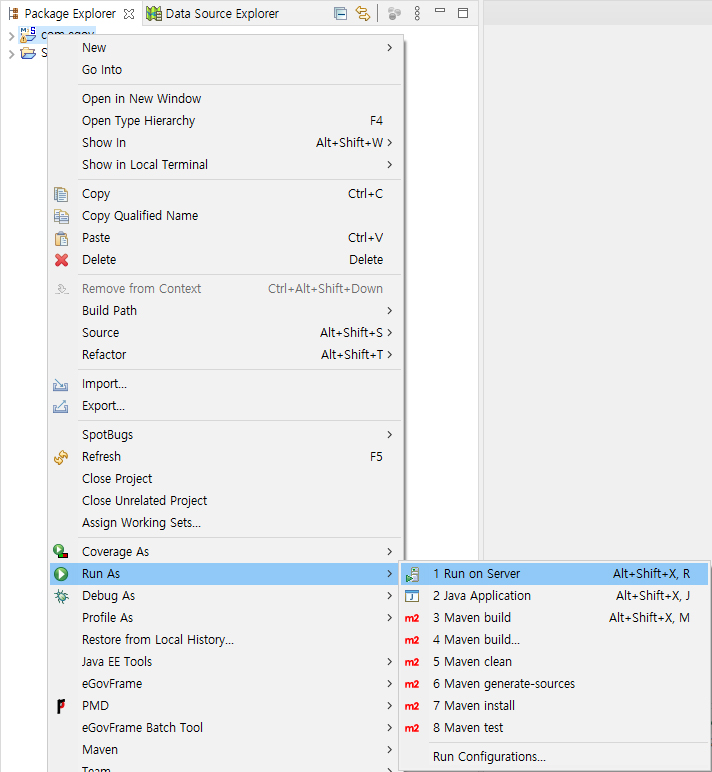 Package Explorer Data Source Explorer
com.egov
S
New
Go Into
Open in New Window
Open Type Hierarchy F4
Show In Alt+Shift+W
Show in Local Terminal
Copy Ctrl+C
Copy Qualified Name
Paste Ctrl+V
Delete Delete
Remove from Context Ctrl+Alt+Shift+Down
Build Path
Source Alt+Shift+S
Refactor Alt+Shift+T
Import...
Export...
SpotBugs
Refresh F5
Close Project
Close Unrelated Project
Assign Working Sets...
Coverage As
Run As
Debug As
Profile As
Restore from Local History...
Java EE Tools
eGovFrame
PMD
eGovFrame Batch Tool
Maven
Team
1 Run on Server Alt+Shift+X, R
2 Java Application Alt+Shift+X, J
m2 3 Maven build Alt+Shift+X, M
m2 4 Maven build...
m2 5 Maven clean
m2 6 Maven generate-sources
m2 7 Maven install
m2 8 Maven test
Run Configurations...